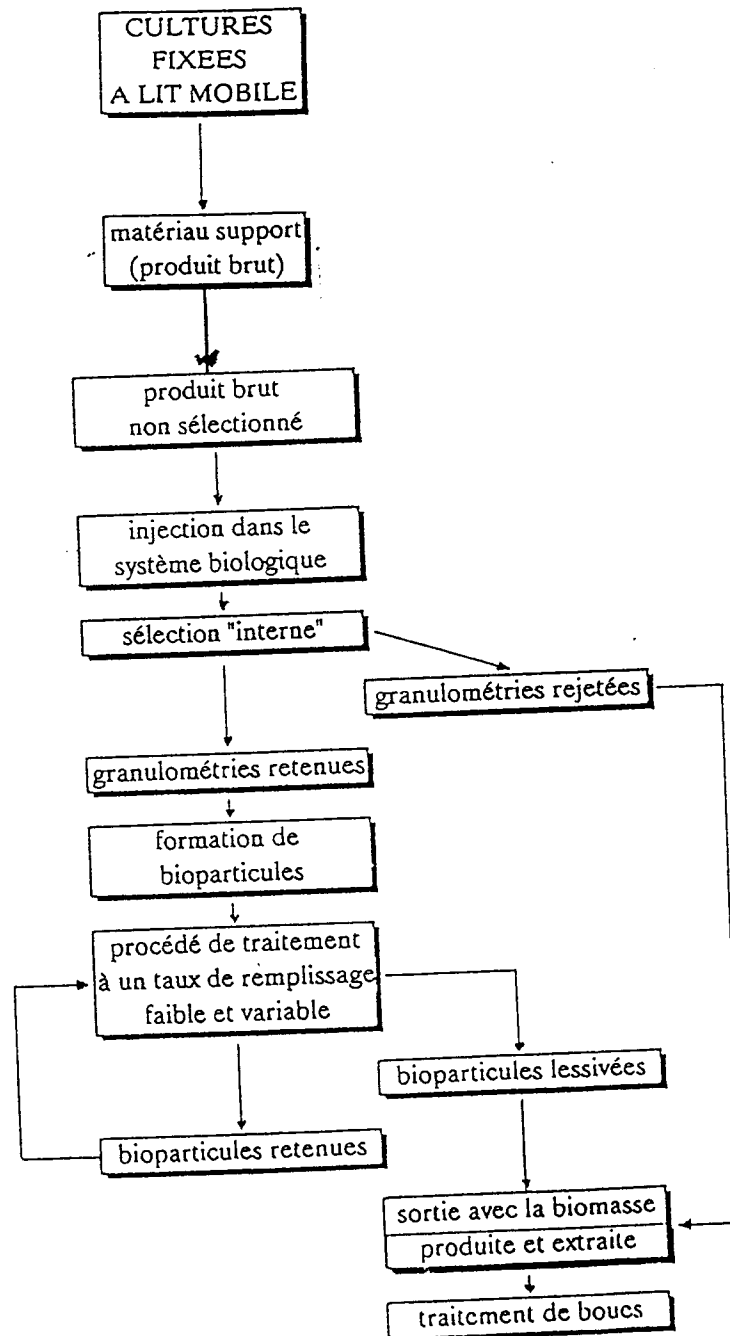 CULTURES
FIXEES
A LIT MOBILE
matériau support
(produit brut)
produit brut
non sélectionné
injection dans le
système biologique
sélection "interne"
granulométries rejetées
granulométries retenues
formation de
bioparticules
procédé de traitement
à un taux de remplissage
faible et variable
bioparticules lessivées
bioparticules retenues
sortie avec la biomasse
produite et extraite
traitement de boues